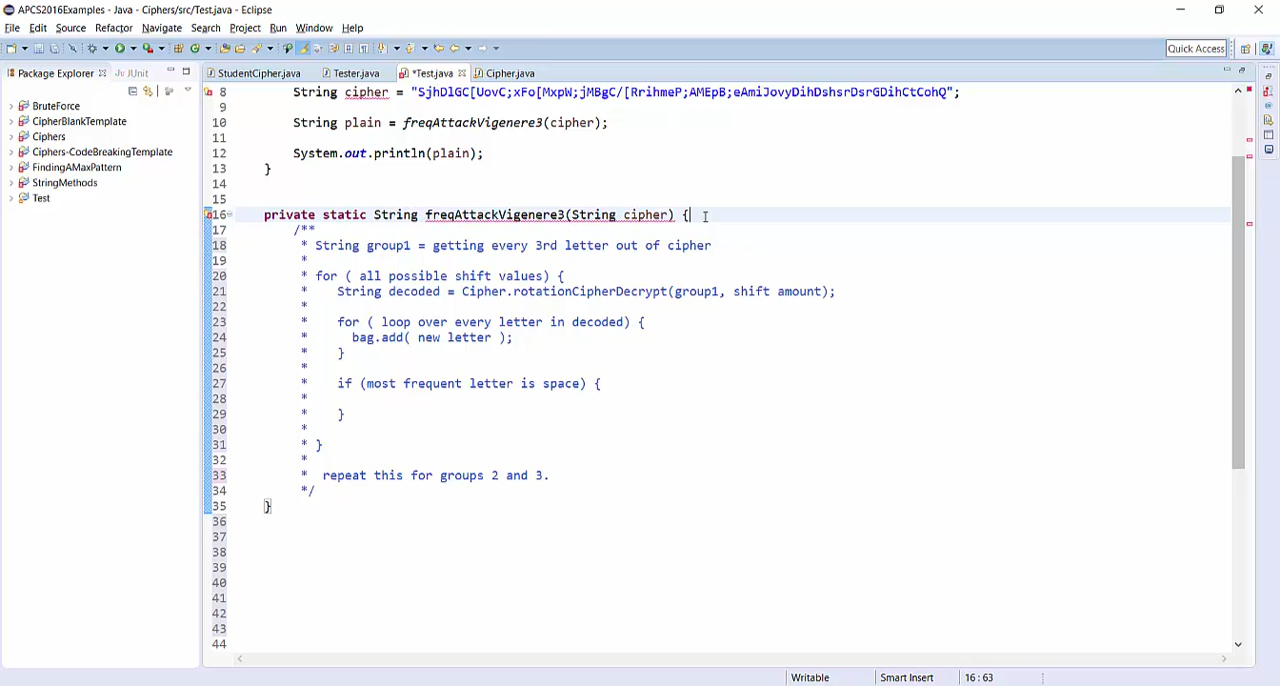 APCS2016Examples - Java - Ciphers/src/Test.java - Eclipse
File Edit Source Refactor Navigate Search Project Run Window Help
Quick Access
Package Explorer JUnit
StudentCipher.java Tester.java *Test.java Cipher.java
BruteForce
CipherBlankTemplate
Ciphers
Ciphers-CodeBreakingTemplate
FindingAMaxPattern
StringMethods
Test
8 String cipher = "SjhDlGC[UovC;xFo[MxpW;jMBgC/[RrihmeP;AMEpB;eAmiJovyDihDshsrDsrGDihCtCohQ";
9
10 String plain = freqAttackVigenere3(cipher);
11
12 System.out.println(plain);
13 }
14
15
16 private static String freqAttackVigenere3(String cipher) {
17 /**
18 * String group1 = getting every 3rd letter out of cipher
19 *
20 * for ( all possible shift values) {
21 * String decoded = Cipher.rotationCipherDecrypt(group1, shift amount);
22 *
23 * for ( loop over every letter in decoded) {
24 * bag.add( new letter );
25 * }
26 *
27 * if (most frequent letter is space) {
28 *
29 * }
30 *
31 * }
32 *
33 * repeat this for groups 2 and 3.
34 */
35 }
36
37
38
39
40
41
42
43
44
Writable Smart Insert 16 : 63